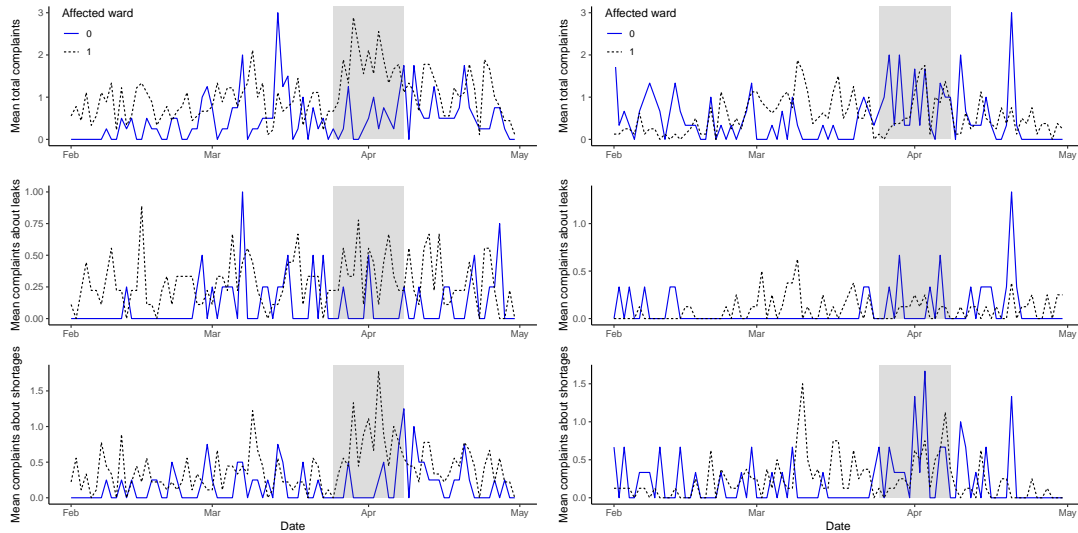 Affected ward
0
1
Mean total complaints
3
2
1
0
Feb
Mar
Apr
May
Mean complaints about leaks
1.00
0.75
0.50
0.25
0.00
Feb
Mar
Apr
May
Mean complaints about shortages
1.5
1.0
0.5
0.0
Feb
Mar
Apr
May
Date
Affected ward
0
1
Mean total complaints
3
2
1
0
Feb
Mar
Apr
May
Mean complaints about leaks
1.0
0.5
0.0
Feb
Mar
Apr
May
Mean complaints about shortages
1.5
1.0
0.5
0.0
Feb
Mar
Apr
May
Date